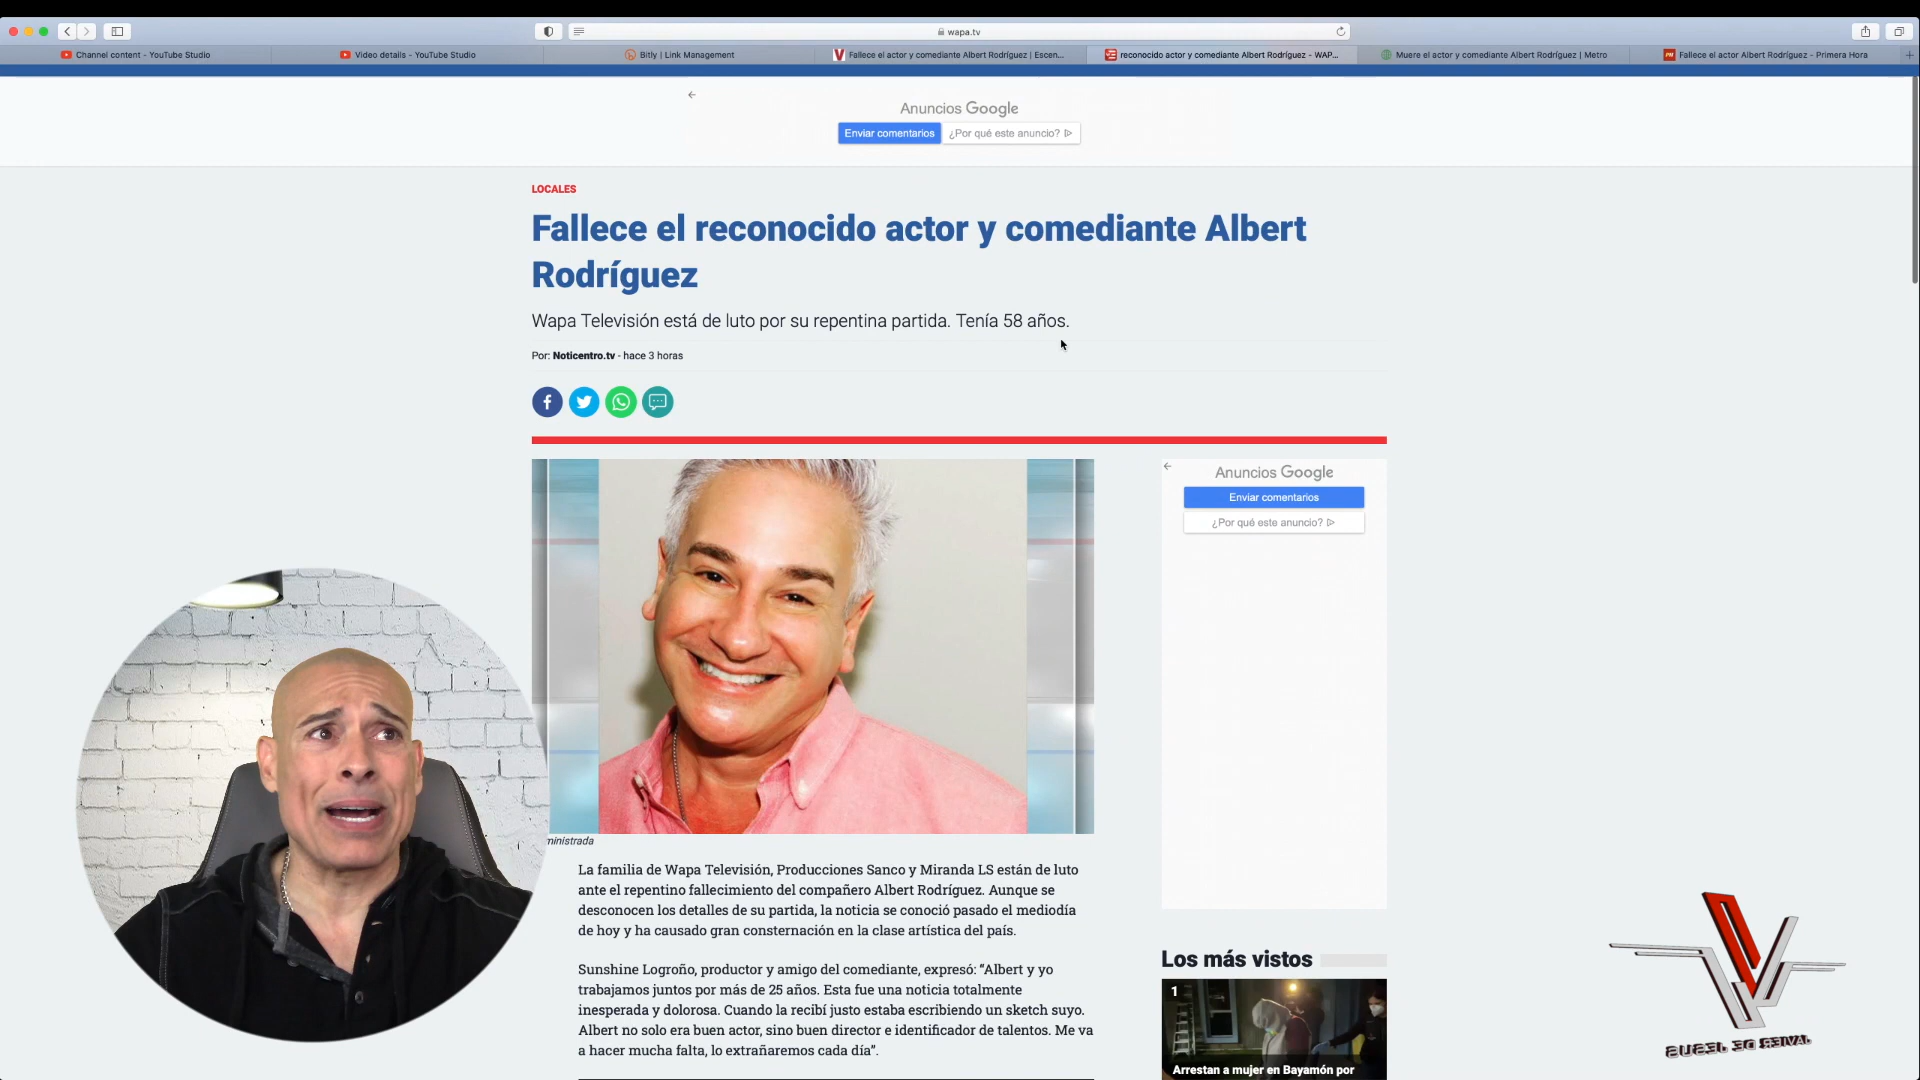 wapa.tv
Channel content - YouTube Studio
Video details - YouTube Studio
Bitly | Link Management
Fallece el actor y comediante Albert Rodríguez | Escen...
reconocido actor y comediante Albert Rodríguez - WAP...
Muere el actor y comediante Albert Rodríguez | Metro
PH
Fallece el actor Albert Rodríguez - Primera Hora
Anuncios Google
Enviar comentarios
¿Por qué este anuncio?
LOCALES
Fallece el reconocido actor y comediante Albert
Rodríguez
Wapa Televisión está de luto por su repentina partida. Tenía 58 años.
Por: Noticentro.tv - hace 3 horas
Anuncios Google
Enviar comentarios
¿Por qué este anuncio?
ministrada
La familia de Wapa Televisión, Producciones Sanco y Miranda LS están de luto
ante el repentino fallecimiento del compañero Albert Rodríguez. Aunque se
desconocen los detalles de su partida, la noticia se conoció pasado el mediodía
de hoy y ha causado gran consternación en la clase artística del país.
Sunshine Logroño, productor y amigo del comediante, expresó: “Albert y yo
trabajamos juntos por más de 25 años. Esta fue una noticia totalmente
inesperada y dolorosa. Cuando la recibí justo estaba escribiendo un sketch suyo.
Albert no solo era buen actor, sino buen director e identificador de talentos. Me va
a hacer mucha falta, lo extrañaremos cada día”.
Los más vistos
1
Arrestan a mujer en Bayamón por
JAVIER DE JESUS